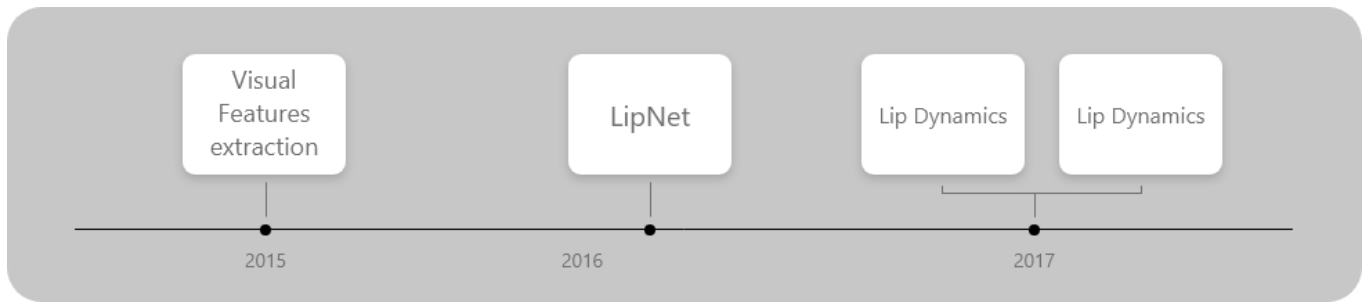 Visual
Features
extraction
LipNet
Lip Dynamics
Lip Dynamics
2015
2016
2017